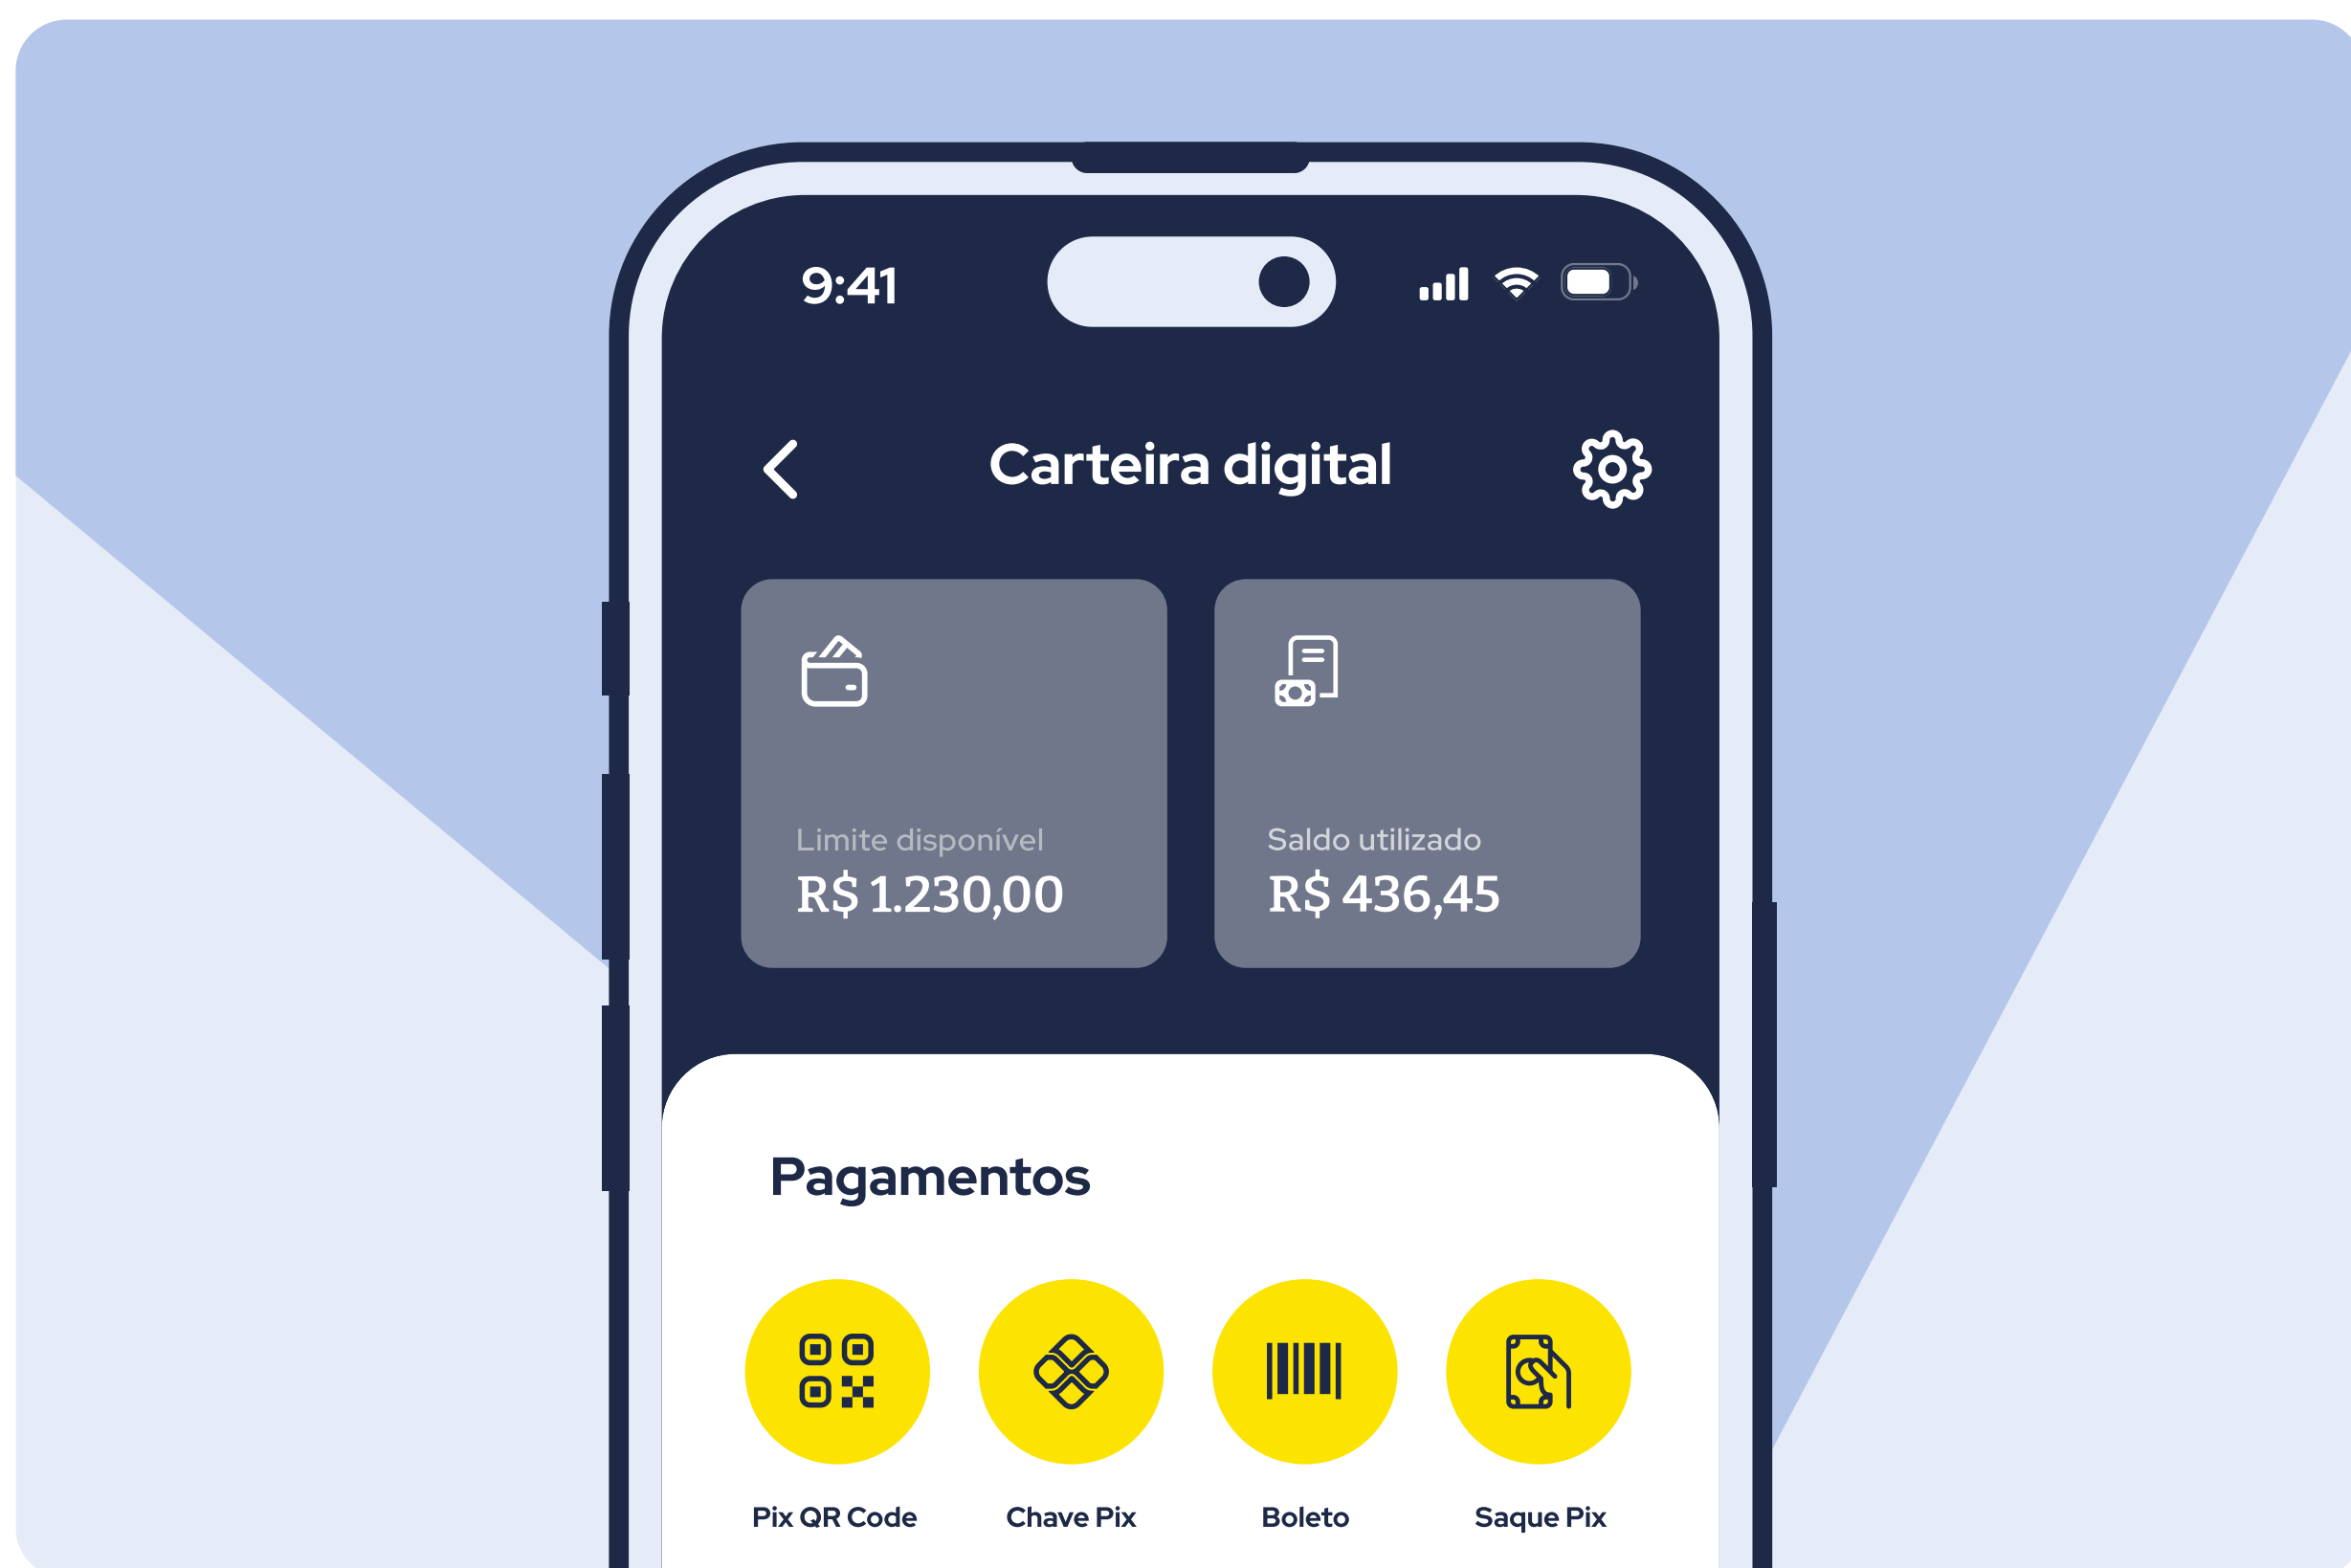 9:41
Carteira digital
Limite disponível
R$ 1.230,00
Saldo utilizado
R$ 436,45
Pagamentos
Pix QR Code
Chave Pix
Boleto
Saque Pix